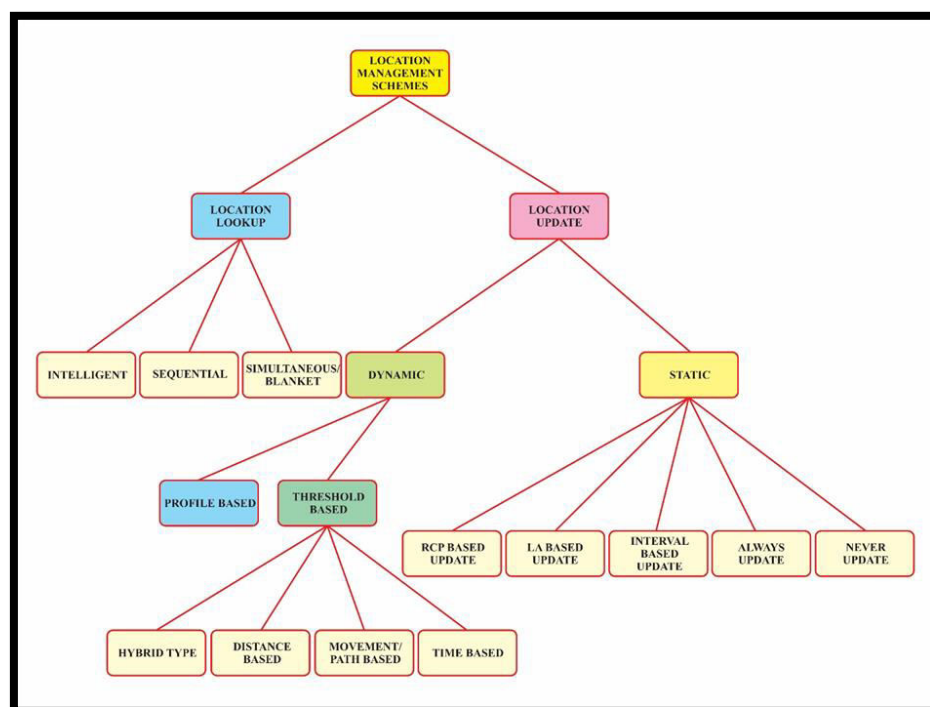 LOCATION
MANAGEMENT
SCHEMES
LOCATION
LOOKUP
LOCATION
UPDATE
INTELLIGENT
SEQUENTIAL
SIMULTANEOUS/
BLANKET
DYNAMIC
STATIC
PROFILE BASED
THRESHOLD
BASED
RCP BASED
UPDATE
LA BASED
UPDATE
INTERVAL
BASED
UPDATE
ALWAYS
UPDATE
NEVER
UPDATE
HYBRID TYPE
DISTANCE
BASED
MOVEMENT/
PATH BASED
TIME BASED